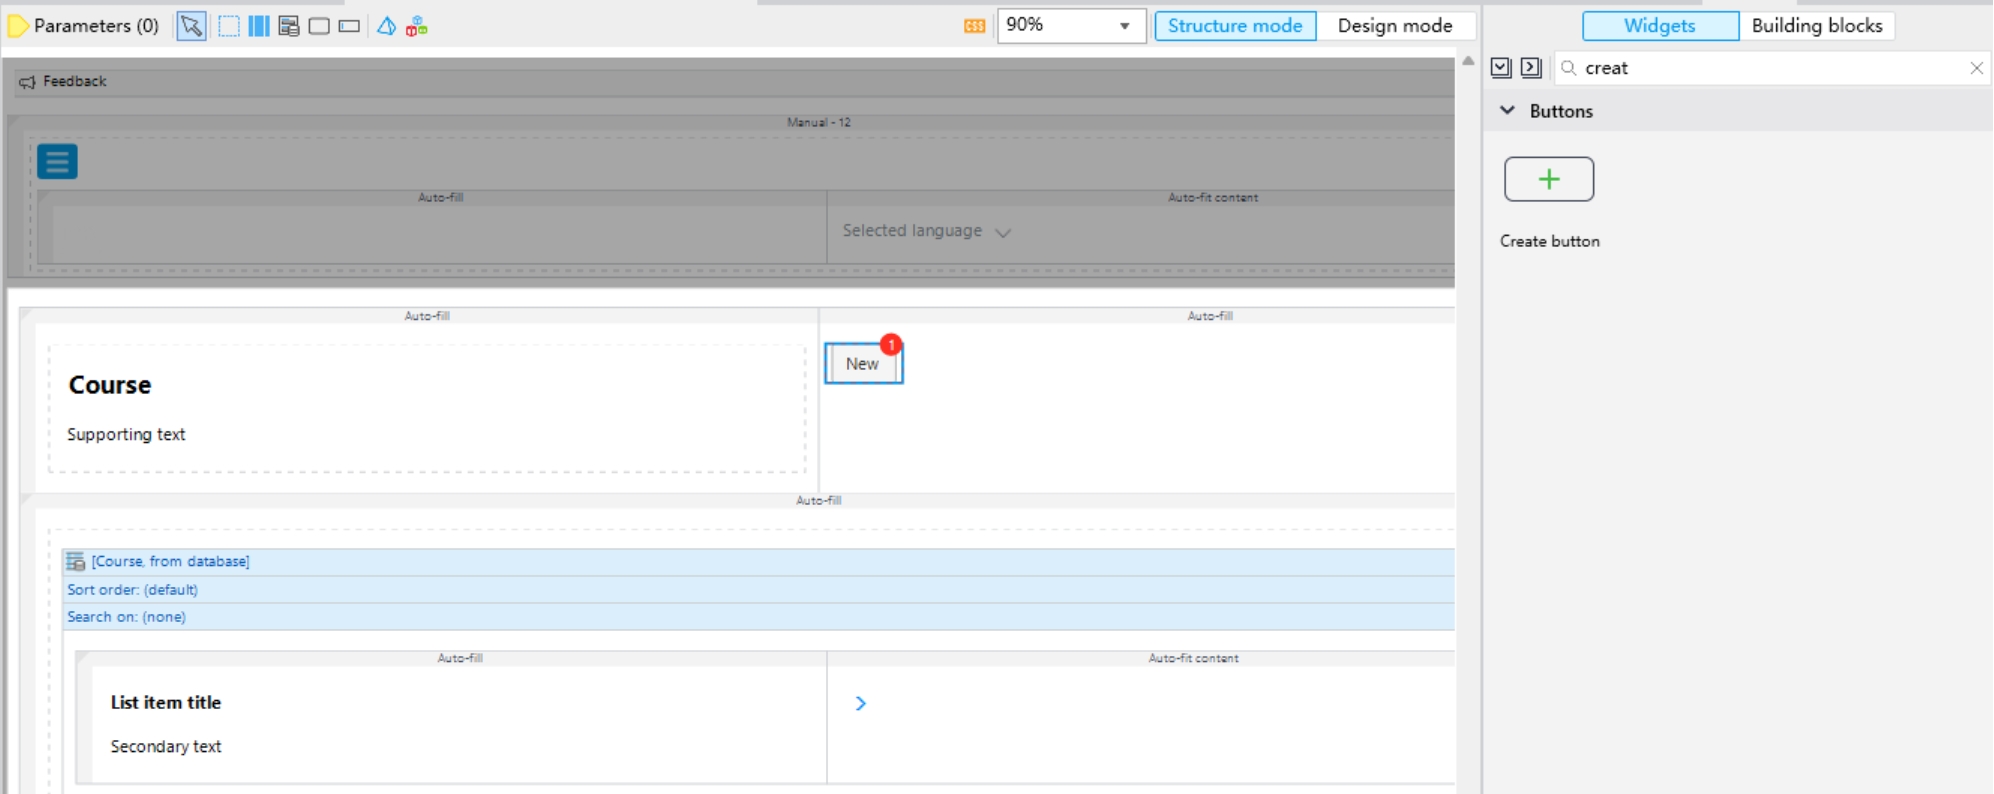 Parameters (0)
CSS
90%
Structure mode
Design mode
Widgets
Building blocks
creat
Buttons
Create button
Feedback
Manual - 12
Auto-fill
Auto-fit content
Selected language
Auto-fill
Auto-fill
Course
Supporting text
New
1
Auto-fill
[Course, from database]
Sort order: (default)
Search on: (none)
Auto-fill
Auto-fit content
List item title
Secondary text